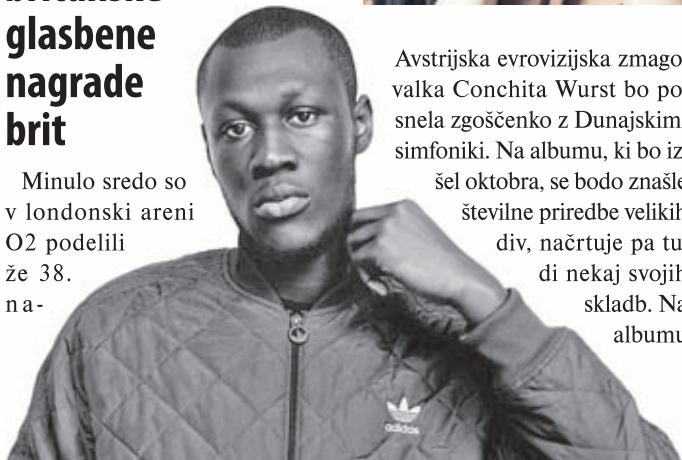 glasbene
nagrade
brit
Minulo sredo so
v londonski areni
O2 podelili
že 38.
na-
Avstrijska evrovizijska zmago
valka Conchita Wurst bo po
snela zgoščenko z Dunajskim
simfoniki. Na albumu, ki bo iz
šel oktobra, se bodo znašle
številne priredbe velikih
div, načrtuje pa tu
di nekaj svojih
skladb. Na
albumu
adidas